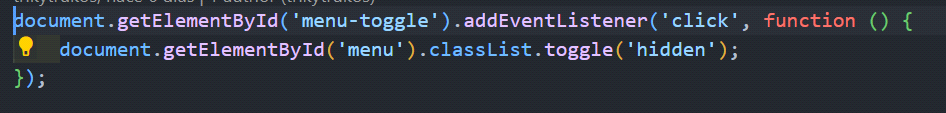 document.getElementById('menu-toggle').addEventListener('click', function () {
document.getElementById('menu').classList.toggle('hidden');
});